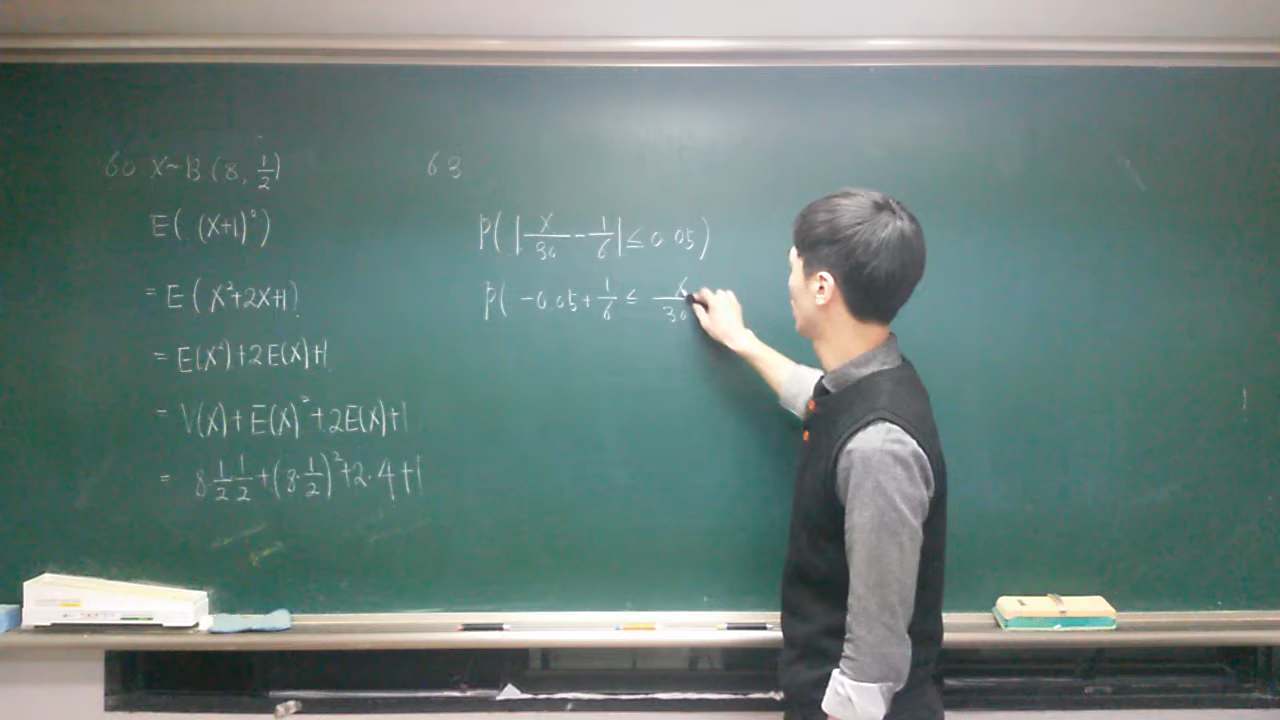 60 X~B(8, 1/2)
E((X+1)²)
= E(X²+2X+1)
= E(X²)+2E(X)+1
= V(X)+E(X)²+2E(X)+1
= 8·1/2 1/2+(8·1/2)²+2·4+1
63
P(|X/30-1/6|≤0.05)
P(-0.05+1/6≤ X/30